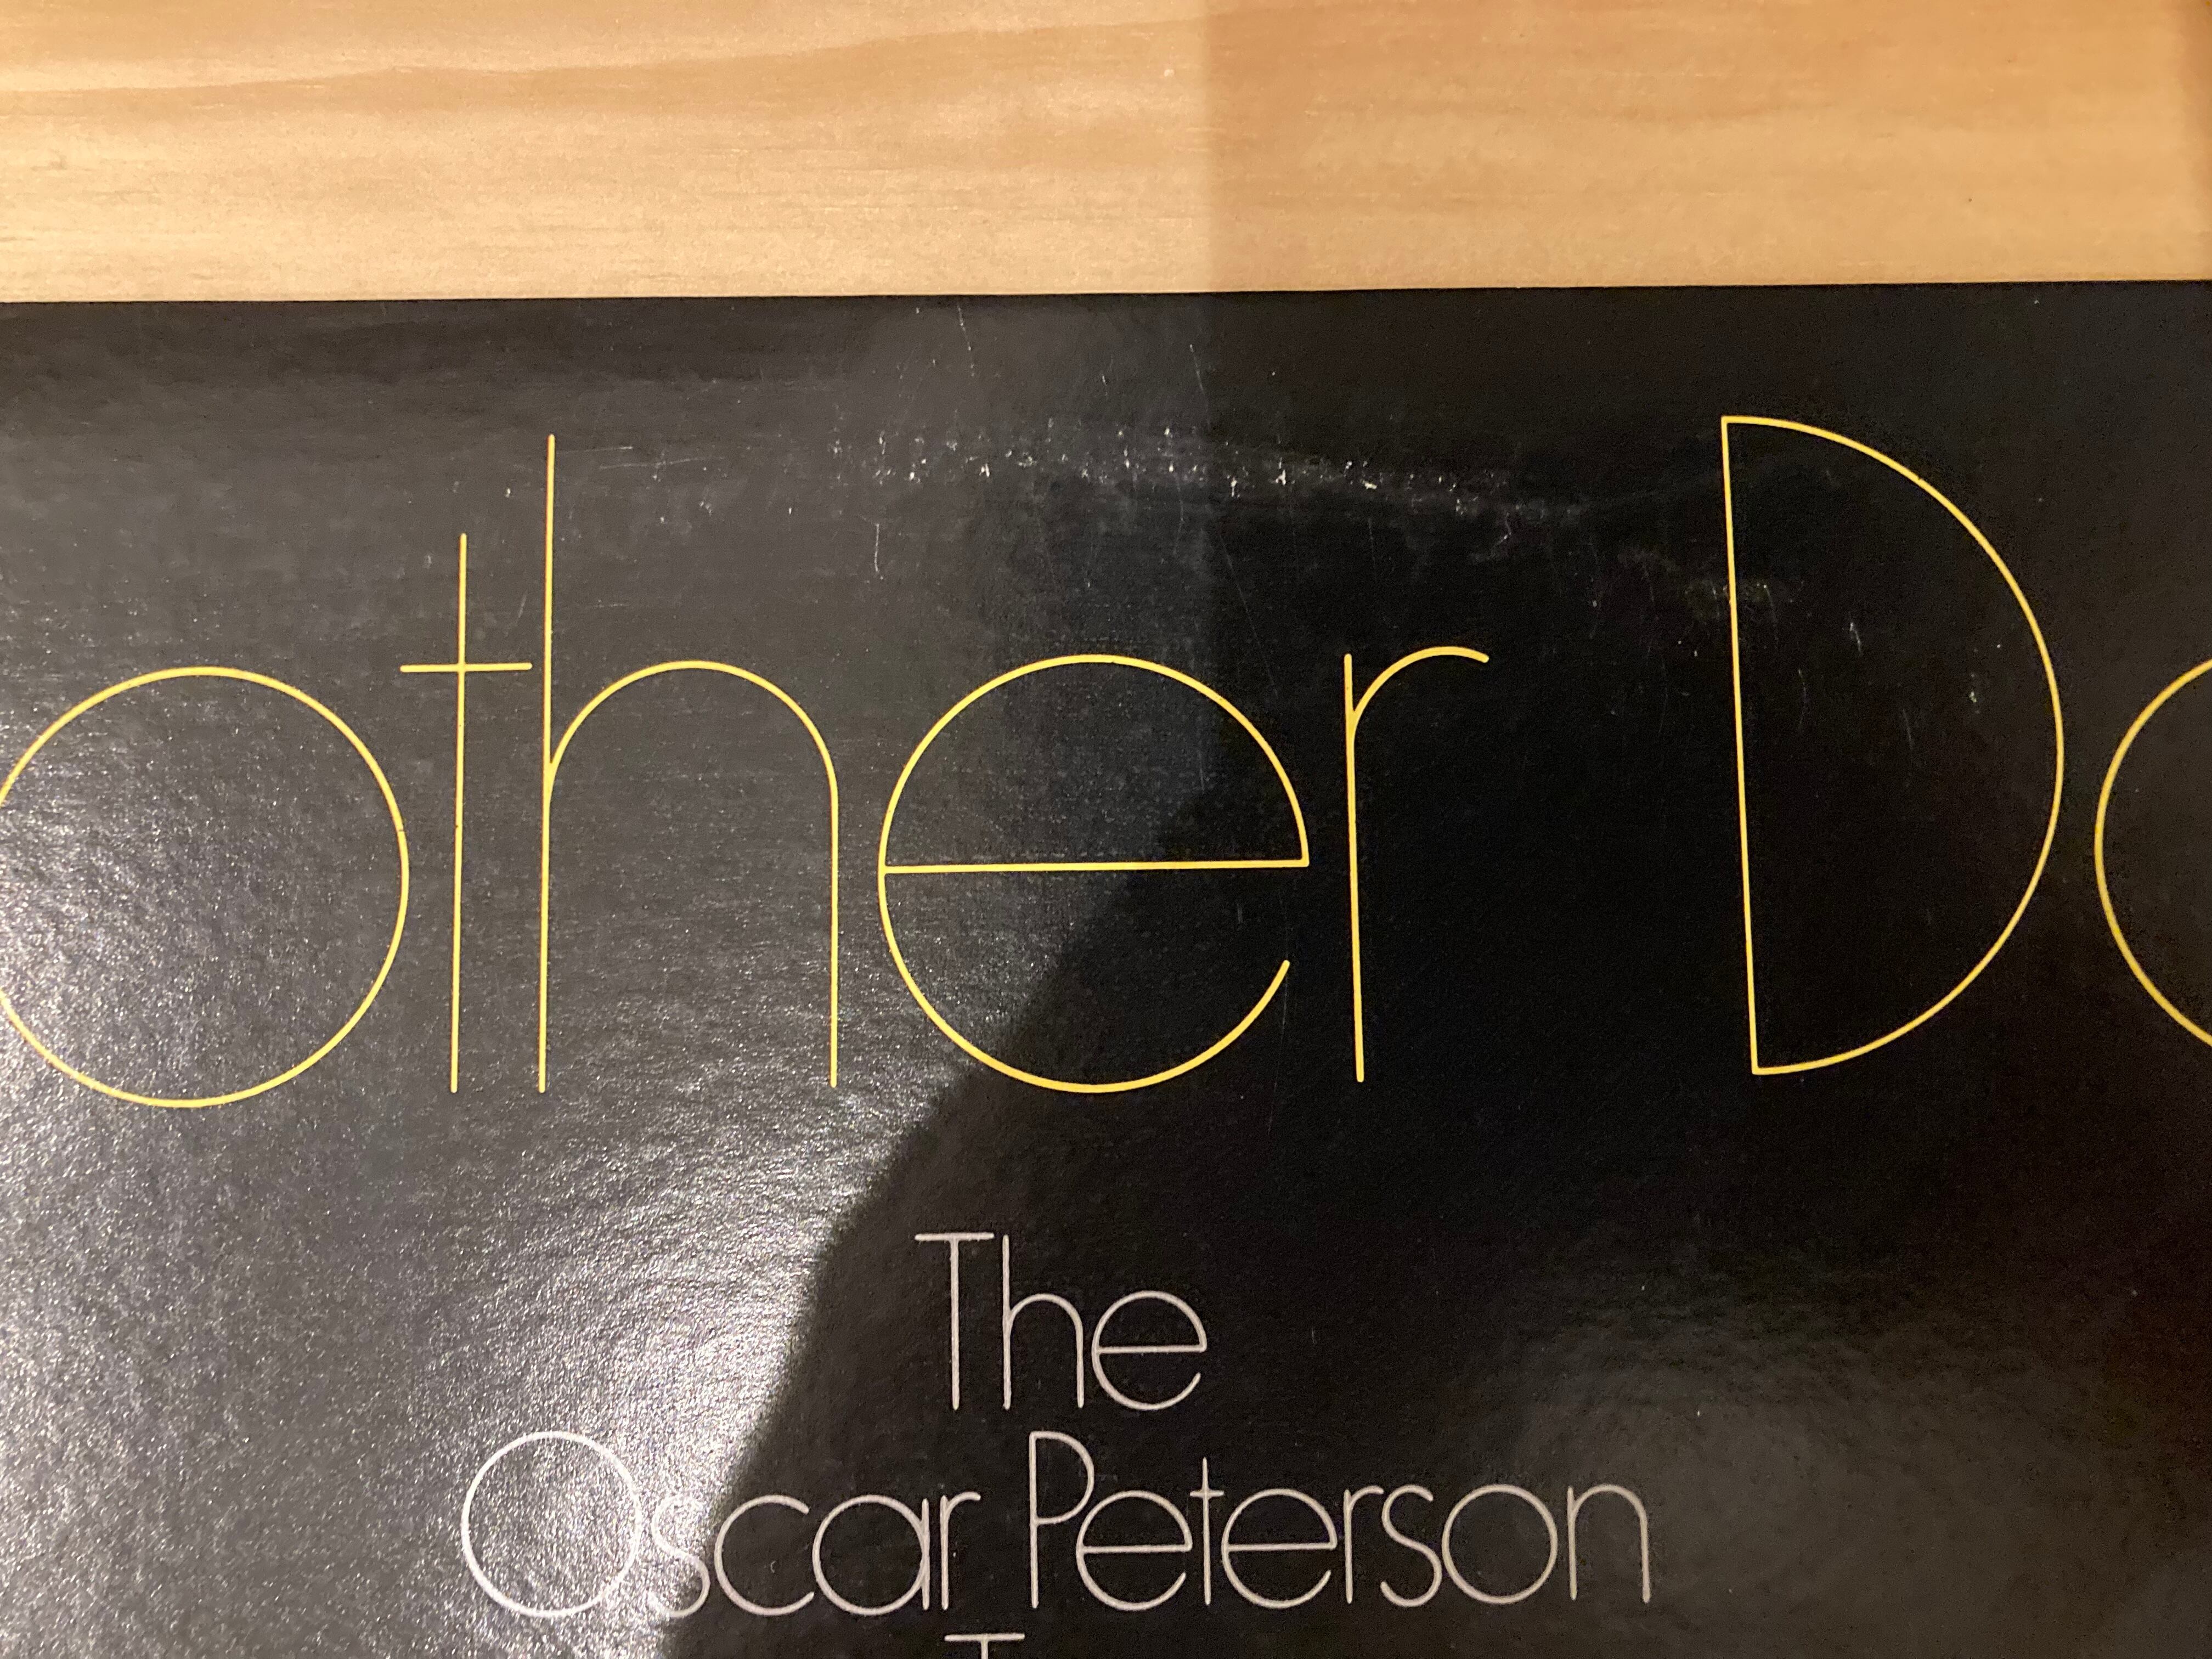 other D
The
Oscar Peterson
T